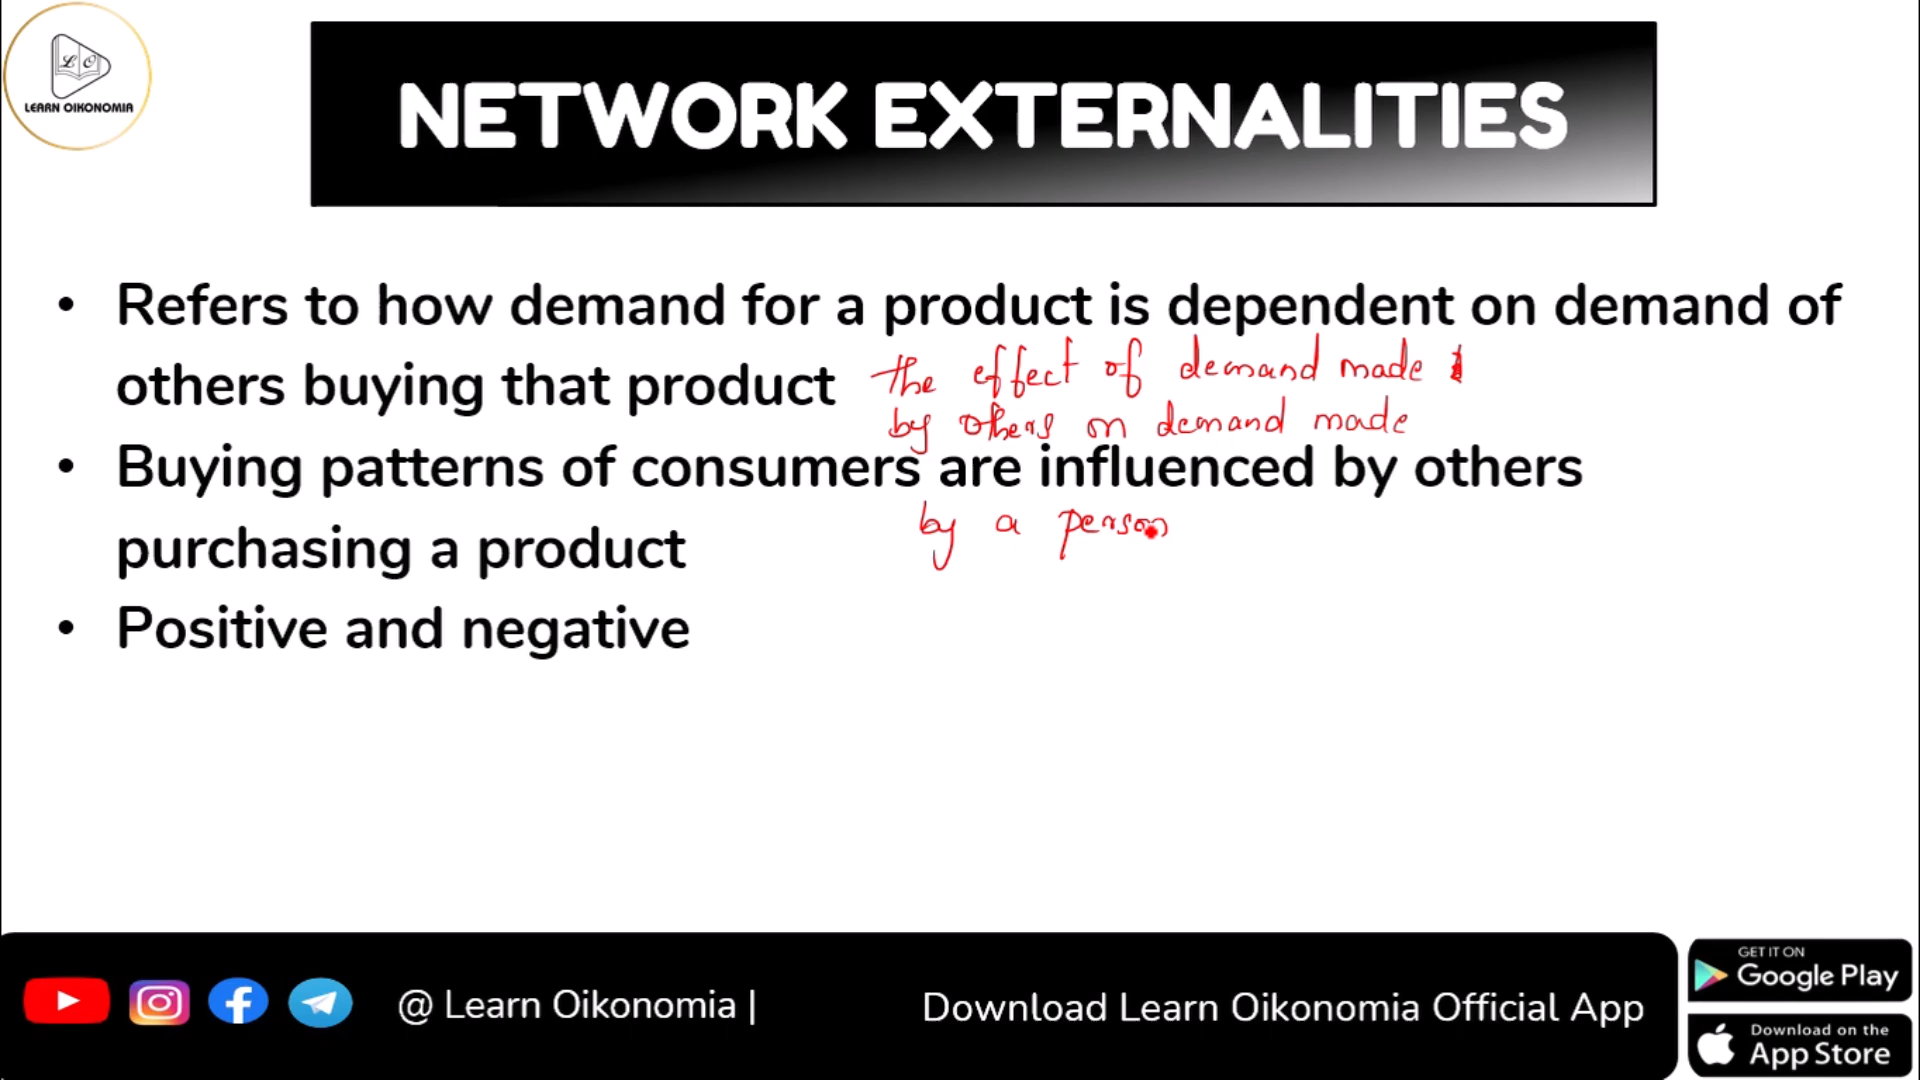 L O
LEARN OIKONOMIA
NETWORK EXTERNALITIES
• Refers to how demand for a product is dependent on demand of
others buying that product
the effect of demand made
by others on demand made
• Buying patterns of consumers are influenced by others
by a person
purchasing a product
• Positive and negative
@ Learn Oikonomia |
Download Learn Oikonomia Official App
GET IT ON
Google Play
Download on the
App Store